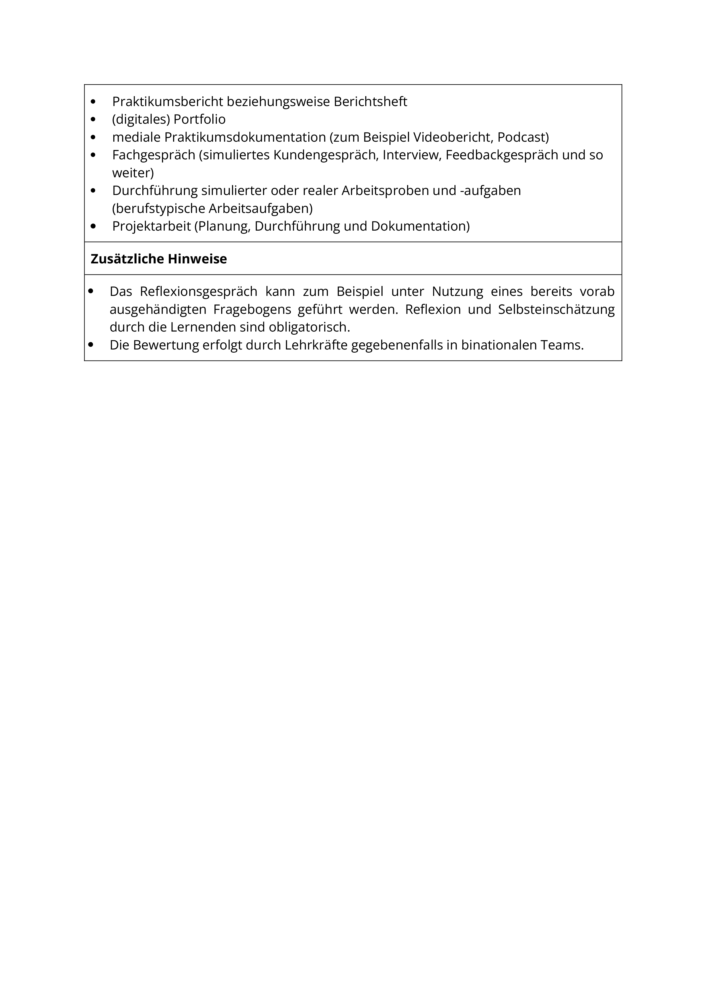 • Praktikumsbericht beziehungsweise Berichtsheft
• (digitales) Portfolio
• mediale Praktikumsdokumentation (zum Beispiel Videobericht, Podcast)
• Fachgespräch (simuliertes Kundengespräch, Interview, Feedbackgespräch und so
weiter)
• Durchführung simulierter oder realer Arbeitsproben und -aufgaben
(berufstypische Arbeitsaufgaben)
• Projektarbeit (Planung, Durchführung und Dokumentation)
Zusätzliche Hinweise
• Das Reflexionsgespräch kann zum Beispiel unter Nutzung eines bereits vorab
ausgehändigten Fragebogens geführt werden. Reflexion und Selbsteinschätzung
durch die Lernenden sind obligatorisch.
• Die Bewertung erfolgt durch Lehrkräfte gegebenenfalls in binationalen Teams.